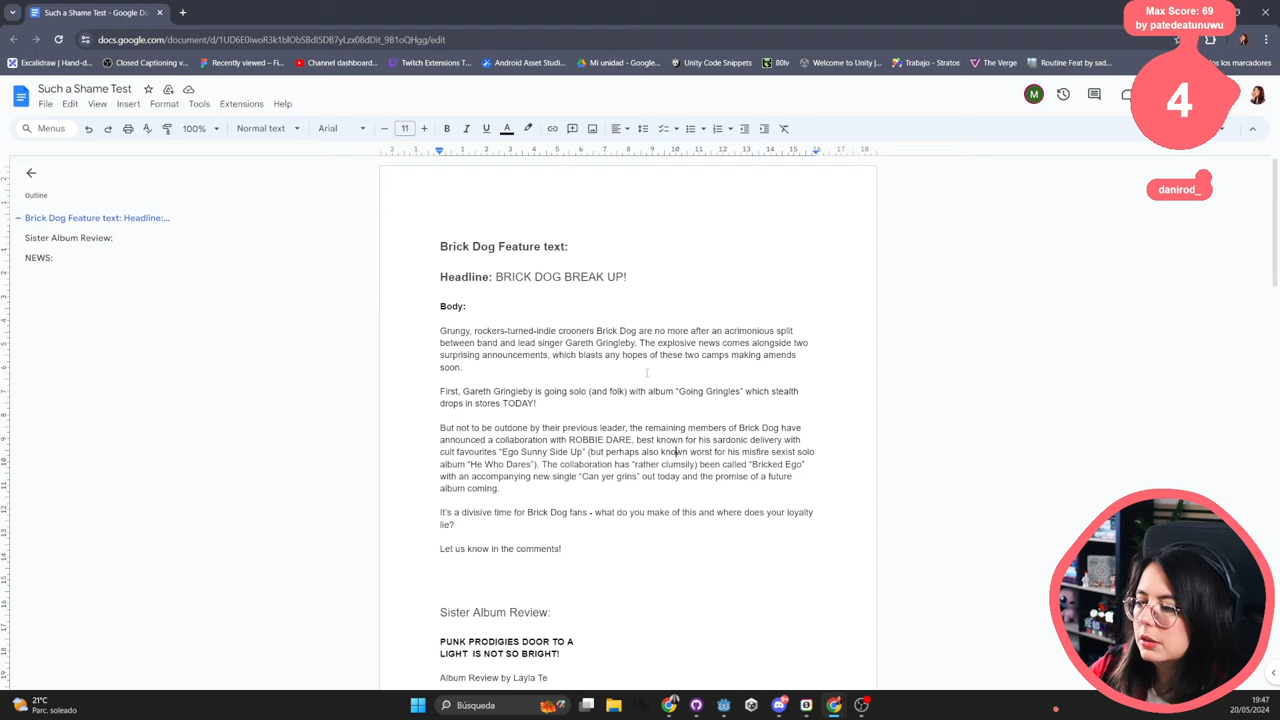 Such a Shame Test - Docume
docs.google.com/document/d/1UD6E0iwoR3k1blObS8dl5DB7yLzx08dDit_9B1oQHgg/edit
Excalidraw | Hand-d
Closed Captioning v
Recently viewed – Fi
Twitch Extensions T
Android Asset Studi
Mi unidad - Google
Unity Code Snippets
80lv
Welcome to Unity |
Trabajo - Stratos
The Verge
Routine Feat by sad
los marcadores
Max Score: 69
by patedeatunuwu
4
danirod_
Such a Shame Test
File Edit View Insert Format Tools Extensions Help
M
Menus 100% Normal text Arial 11 B I U A
Outline
Brick Dog Feature text: Headline:...
Sister Album Review:
NEWS:
Brick Dog Feature text:
Headline: BRICK DOG BREAK UP!
Body:
Grungy, rockers-turned-indie crooners Brick Dog are no more after an acrimonious split
between band and lead singer Gareth Gringleby. The explosive news comes alongside two
surprising announcements, which blasts any hopes of these two camps making amends
soon.
First, Gareth Gringleby is going solo (and folk) with album “Going Gringles” which stealth
drops in stores TODAY!
But not to be outdone by their previous leader, the remaining members of Brick Dog have
announced a collaboration with ROBBIE DARE, best known for his sardonic delivery with
cult favourites “Ego Sunny Side Up” (but perhaps also known worst for his misfire sexist solo
album “He Who Dares”). The collaboration has “rather clumsily) been called “Bricked Ego”
with an accompanying new single “Can yer grins” out today and the promise of a future
album coming.
It’s a divisive time for Brick Dog fans - what do you make of this and where does your loyalty
lie?
Let us know in the comments!
Sister Album Review:
PUNK PRODIGIES DOOR TO A
LIGHT IS NOT SO BRIGHT!
Album Review by Layla Te
21°C
Parc. soleado
Búsqueda
19:47
20/05/2024